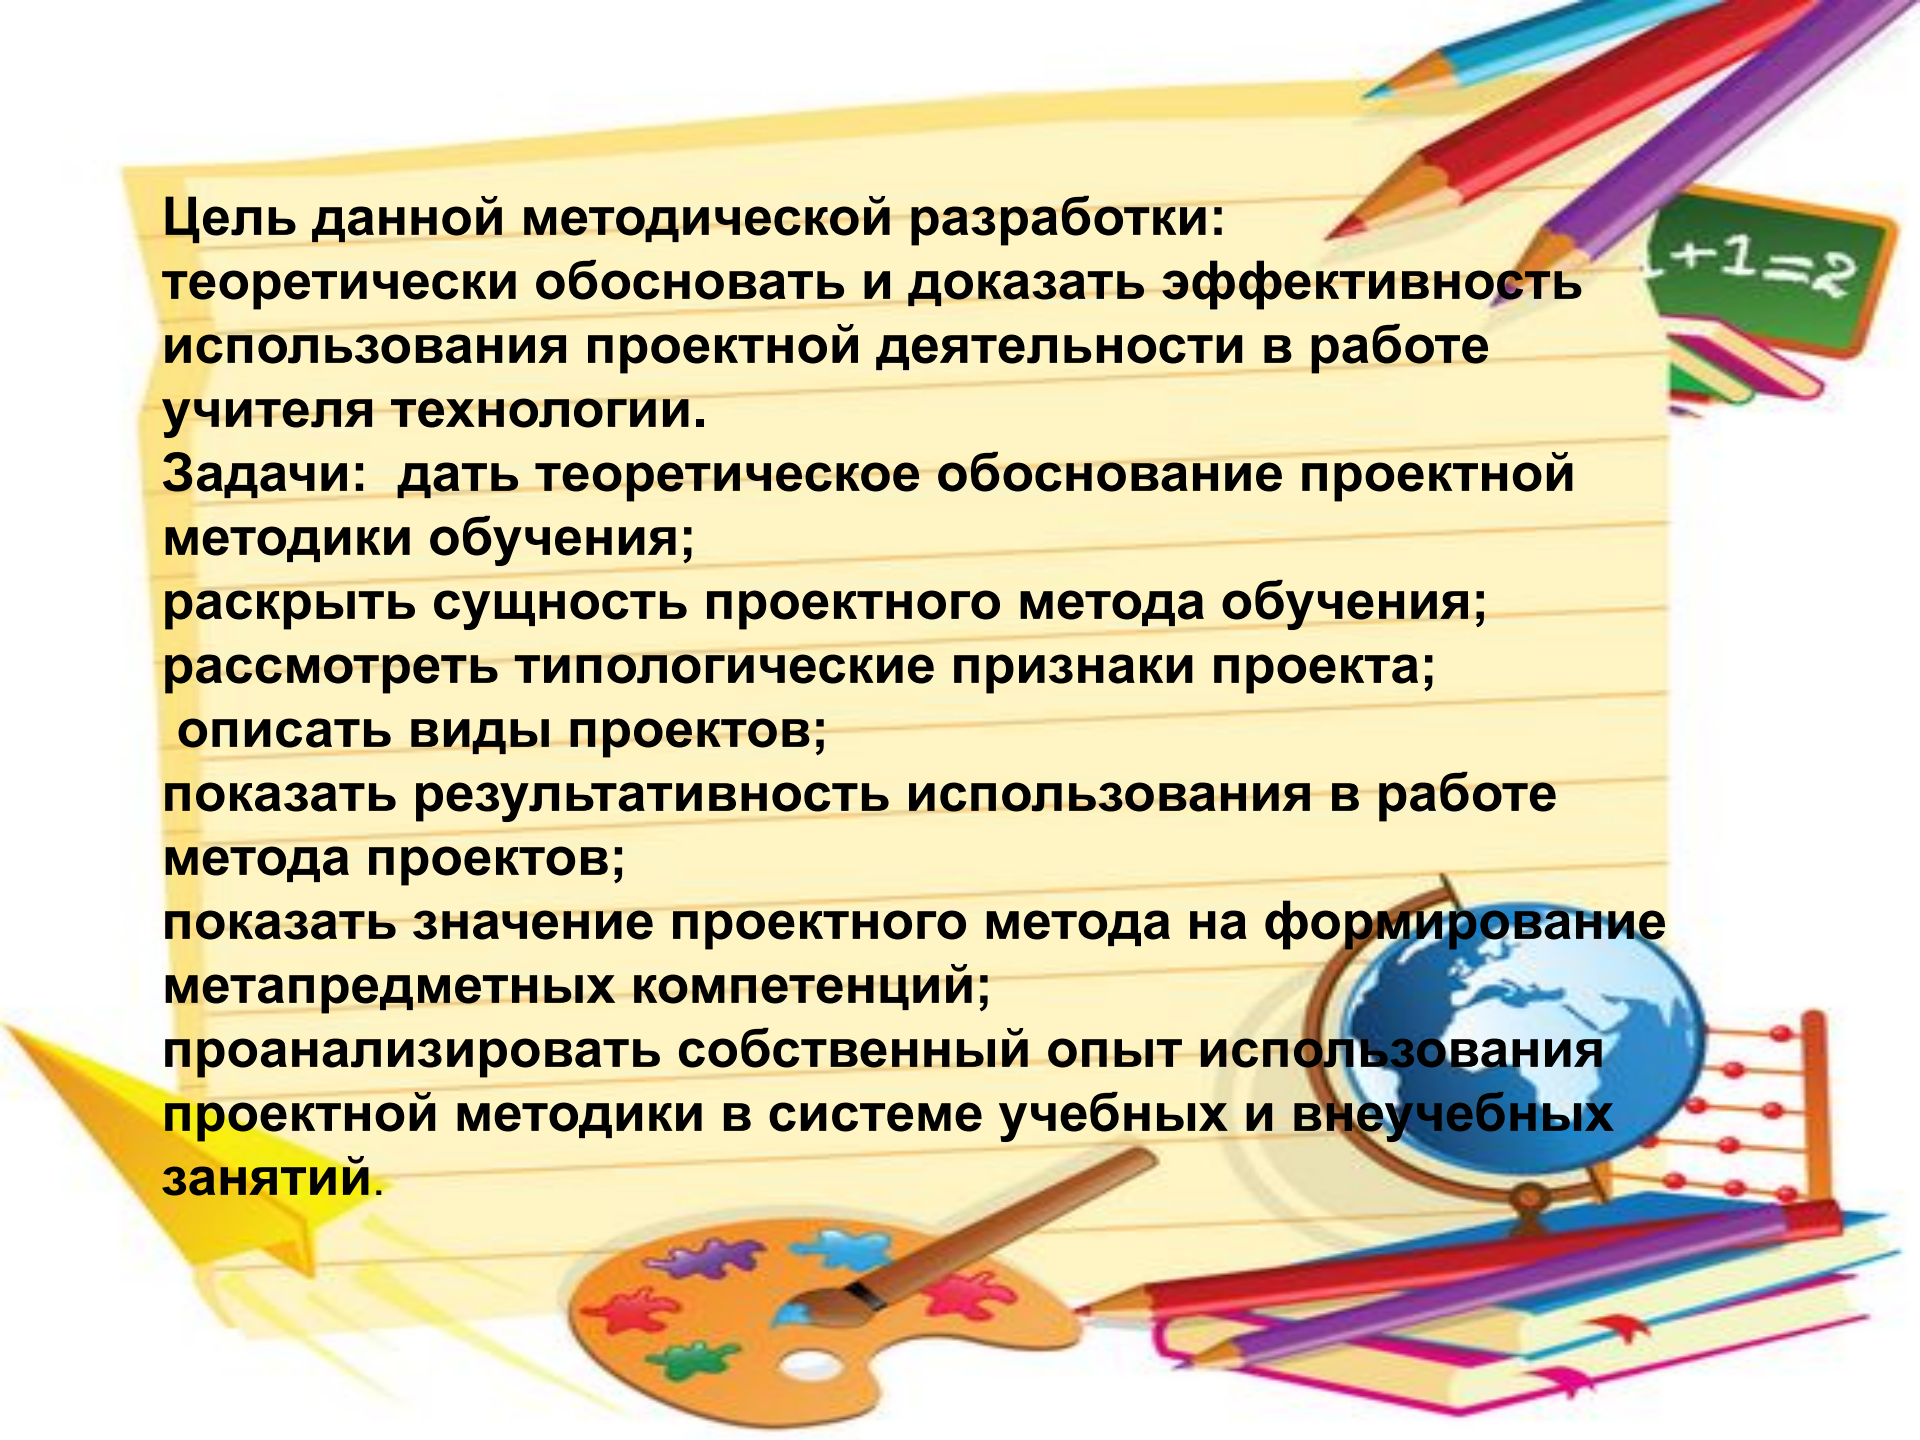 Цель данной методической разработки:
теоретически обосновать и доказать эффективность
использования проектной деятельности в работе
учителя технологии.
Задачи:  дать теоретическое обоснование проектной
методики обучения;
раскрыть сущность проектного метода обучения;
рассмотреть типологические признаки проекта;
описать виды проектов;
показать результативность использования в работе
метода проектов;
показать значение проектного метода на формирование
метапредметных компетенций;
проанализировать собственный опыт использования
проектной методики в системе учебных и внеучебных
занятий.
1+1=2